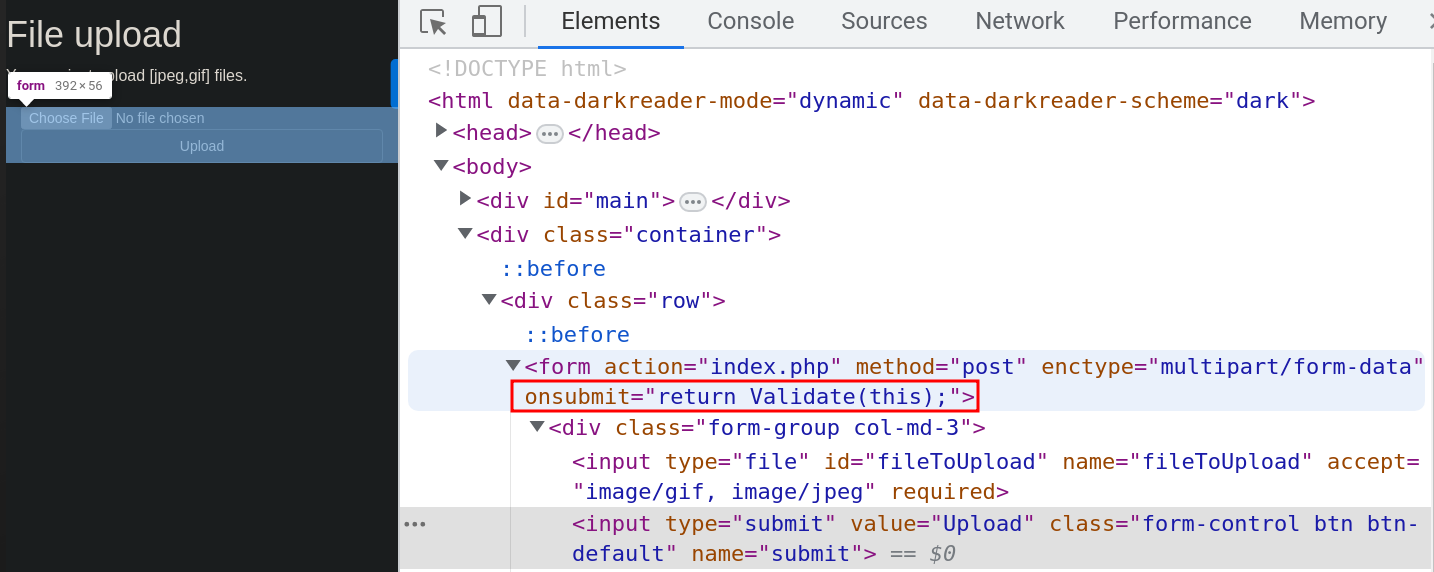 File upload
upload [jpeg,gif] files.
form 392×56
Choose File No file chosen
Upload
Elements Console Sources Network Performance Memory
<!DOCTYPE html>
<html data-darkreader-mode="dynamic" data-darkreader-scheme="dark">
<head>•••</head>
<body>
<div id="main">•••</div>
<div class="container">
::before
<div class="row">
::before
<form action="index.php" method="post" enctype="multipart/form-data"
onsubmit="return Validate(this);">
<div class="form-group col-md-3">
<input type="file" id="fileToUpload" name="fileToUpload" accept=
"image/gif, image/jpeg" required>
<input type="submit" value="Upload" class="form-control btn btn-
default" name="submit"> == $0